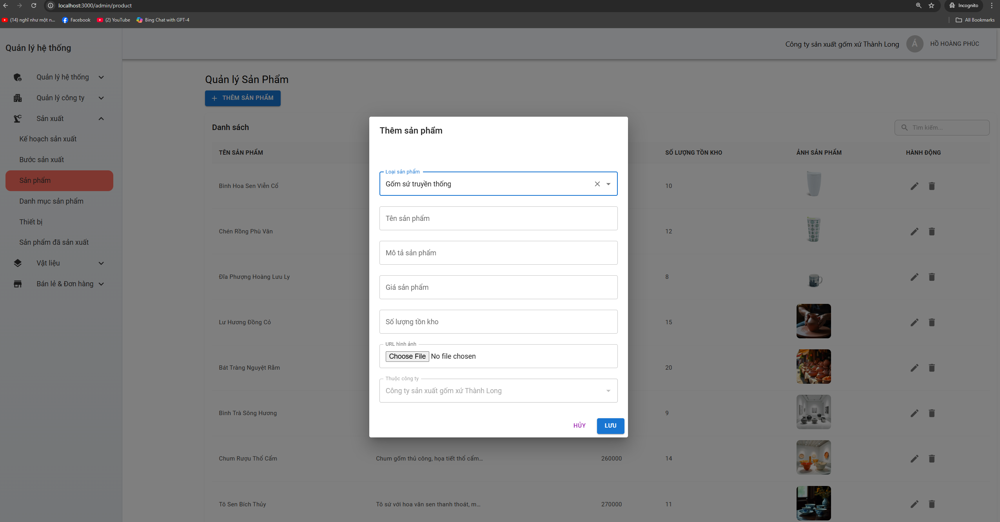 localhost:3000/admin/product
Incognito
(14) nghĩ như một n...
Facebook
(2) YouTube
Bing Chat with GPT-4
All Bookmarks
Quản lý hệ thống
Công ty sản xuất gốm xứ Thành Long
Á
HỒ HOÀNG PHÚC
Quản lý hệ thống
Quản lý công ty
Sản xuất
Kế hoạch sản xuất
Bước sản xuất
Sản phẩm
Danh mục sản phẩm
Thiết bị
Sản phẩm đã sản xuất
Vật liệu
Bán lẻ & Đơn hàng
Quản lý Sản Phẩm
THÊM SẢN PHẨM
Danh sách
Tìm kiếm...
TÊN SẢN PHẨM
SỐ LƯỢNG TỒN KHO
ẢNH SẢN PHẨM
HÀNH ĐỘNG
Bình Hoa Sen Viễn Cổ
10
Chén Rồng Phù Vân
12
Đĩa Phượng Hoàng Lưu Ly
8
Lư Hương Đồng Cỏ
15
Bát Tràng Nguyệt Rằm
20
Bình Trà Sông Hương
9
Chum Rượu Thổ Cẩm
Chum gốm thủ công, họa tiết thổ cẩm...
260000
14
Tô Sen Bích Thủy
Tô sứ với hoa văn sen thanh thoát, m...
270000
11
Thêm sản phẩm
Loại sản phẩm
Gốm sứ truyền thống
Tên sản phẩm
Mô tả sản phẩm
Giá sản phẩm
Số lượng tồn kho
URL hình ảnh
Choose File No file chosen
Thuộc công ty
Công ty sản xuất gốm xứ Thành Long
HỦY
LƯU